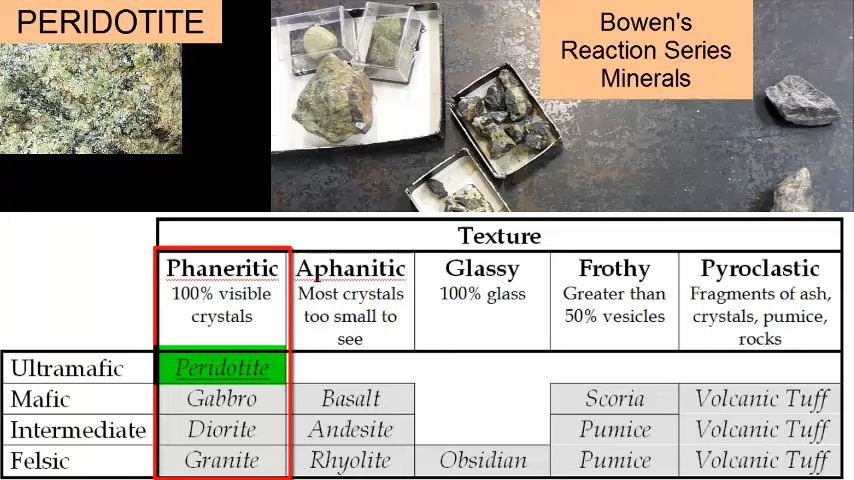 PERIDOTITE
Bowen's
Reaction Series
Minerals
Texture
Phaneritic Aphanitic Glassy Frothy Pyroclastic
100% visible Most crystals 100% glass Greater than Fragments of ash,
crystals too small to 50% vesicles crystals, pumice,
see rocks
Ultramafic Peridotite
Mafic Gabbro Basalt Scoria Volcanic Tuff
Intermediate Diorite Andesite Pumice Volcanic Tuff
Felsic Granite Rhyolite Obsidian Pumice Volcanic Tuff